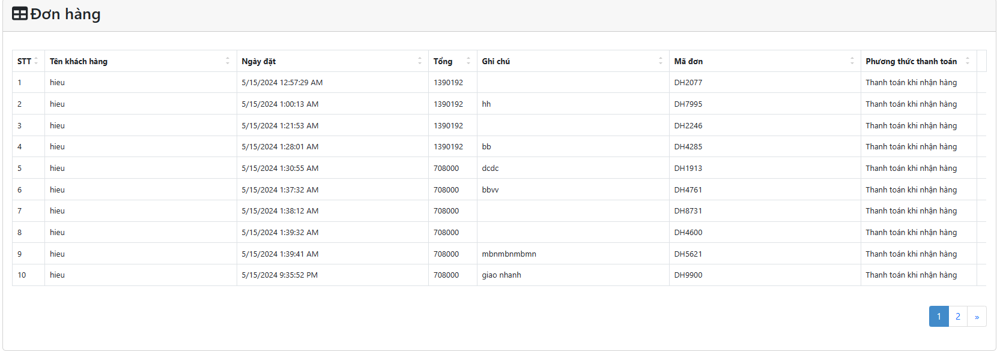 Đơn hàng
STT Tên khách hàng Ngày đặt Tổng Ghi chú Mã đơn Phương thức thanh toán
1 hieu 5/15/2024 12:57:29 AM 1390192 DH2077 Thanh toán khi nhận hàng
2 hieu 5/15/2024 1:00:13 AM 1390192 hh DH7995 Thanh toán khi nhận hàng
3 hieu 5/15/2024 1:21:53 AM 1390192 DH2246 Thanh toán khi nhận hàng
4 hieu 5/15/2024 1:28:01 AM 1390192 bb DH4285 Thanh toán khi nhận hàng
5 hieu 5/15/2024 1:30:55 AM 708000 dcdc DH1913 Thanh toán khi nhận hàng
6 hieu 5/15/2024 1:37:32 AM 708000 bbvv DH4761 Thanh toán khi nhận hàng
7 hieu 5/15/2024 1:38:12 AM 708000 DH8731 Thanh toán khi nhận hàng
8 hieu 5/15/2024 1:39:32 AM 708000 DH4600 Thanh toán khi nhận hàng
9 hieu 5/15/2024 1:39:41 AM 708000 mbnmbnmbmn DH5621 Thanh toán khi nhận hàng
10 hieu 5/15/2024 9:35:52 PM 708000 giao nhanh DH9900 Thanh toán khi nhận hàng
1 2 »